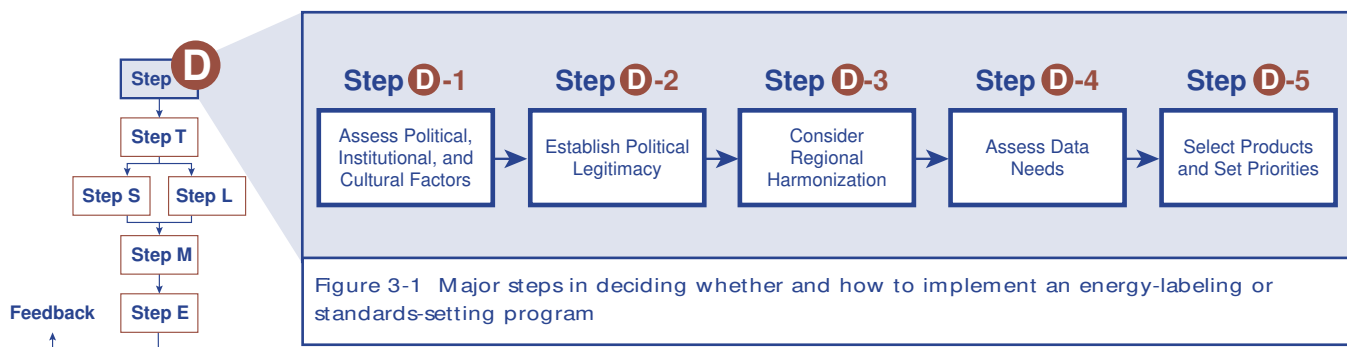 Step D
Step T
Step S
Step L
Step M
Step E
Feedback
Step D-1
Assess Political,
Institutional, and
Cultural Factors
Step D-2
Establish Political
Legitimacy
Step D-3
Consider
Regional
Harmonization
Step D-4
Assess Data
Needs
Step D-5
Select Products
and Set Priorities
Figure 3-1 Major steps in deciding whether and how to implement an energy-labeling or
standards-setting program